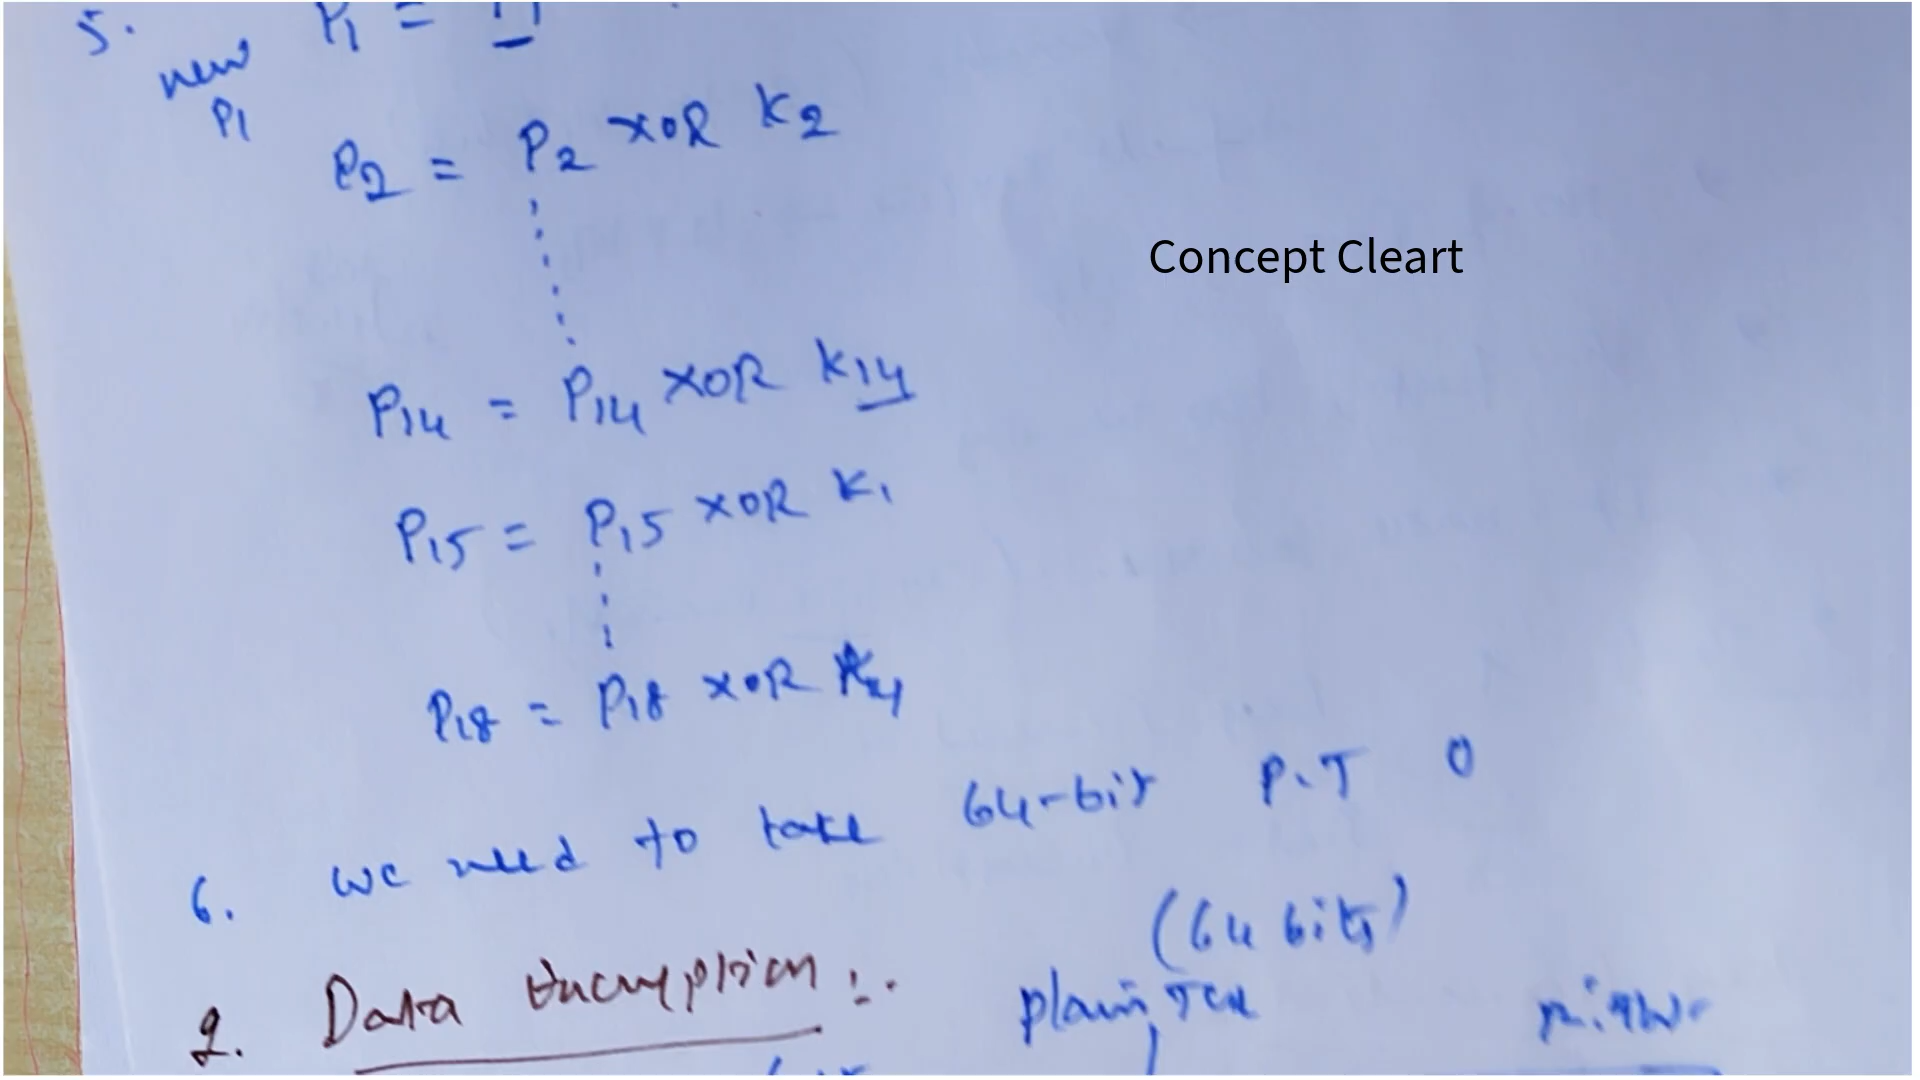 5. P1 =
new
P1
P2 = P2 XOR K2
Concept Cleart
P14 = P14 XOR K14
P15 = P15 XOR K1
P18 = P18 XOR K4
6. we need to take 64-bit P.T 0
(64 bits)
2. Data Encryption :- plain